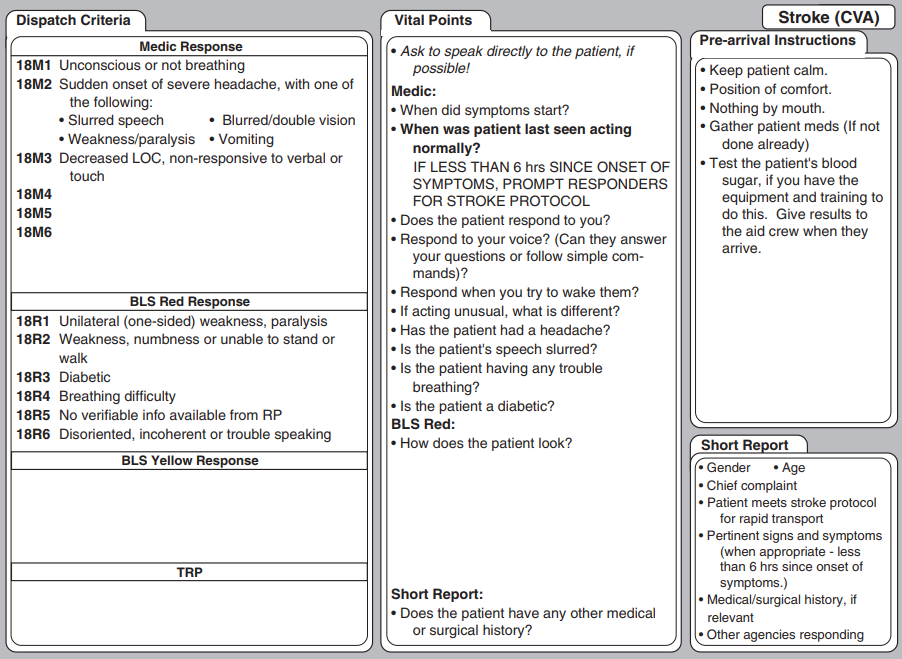 Stroke (CVA)
Dispatch Criteria
Medic Response
18M1 Unconscious or not breathing
18M2 Sudden onset of severe headache, with one of
the following:
• Slurred speech • Blurred/double vision
• Weakness/paralysis • Vomiting
18M3 Decreased LOC, non-responsive to verbal or
touch
18M4
18M5
18M6
BLS Red Response
18R1 Unilateral (one-sided) weakness, paralysis
18R2 Weakness, numbness or unable to stand or
walk
18R3 Diabetic
18R4 Breathing difficulty
18R5 No verifiable info available from RP
18R6 Disoriented, incoherent or trouble speaking
BLS Yellow Response
TRP
Vital Points
• Ask to speak directly to the patient, if
possible!
Medic:
• When did symptoms start?
• When was patient last seen acting
normally?
IF LESS THAN 6 hrs SINCE ONSET OF
SYMPTOMS, PROMPT RESPONDERS
FOR STROKE PROTOCOL
• Does the patient respond to you?
• Respond to your voice? (Can they answer
your questions or follow simple com-
mands)?
• Respond when you try to wake them?
• If acting unusual, what is different?
• Has the patient had a headache?
• Is the patient's speech slurred?
• Is the patient having any trouble
breathing?
• Is the patient a diabetic?
BLS Red:
• How does the patient look?
Short Report:
• Does the patient have any other medical
or surgical history?
Pre-arrival Instructions
• Keep patient calm.
• Position of comfort.
• Nothing by mouth.
• Gather patient meds (If not
done already)
• Test the patient's blood
sugar, if you have the
equipment and training to
do this. Give results to
the aid crew when they
arrive.
Short Report
• Gender • Age
• Chief complaint
• Patient meets stroke protocol
for rapid transport
• Pertinent signs and symptoms
(when appropriate - less
than 6 hrs since onset of
symptoms.)
• Medical/surgical history, if
relevant
• Other agencies responding